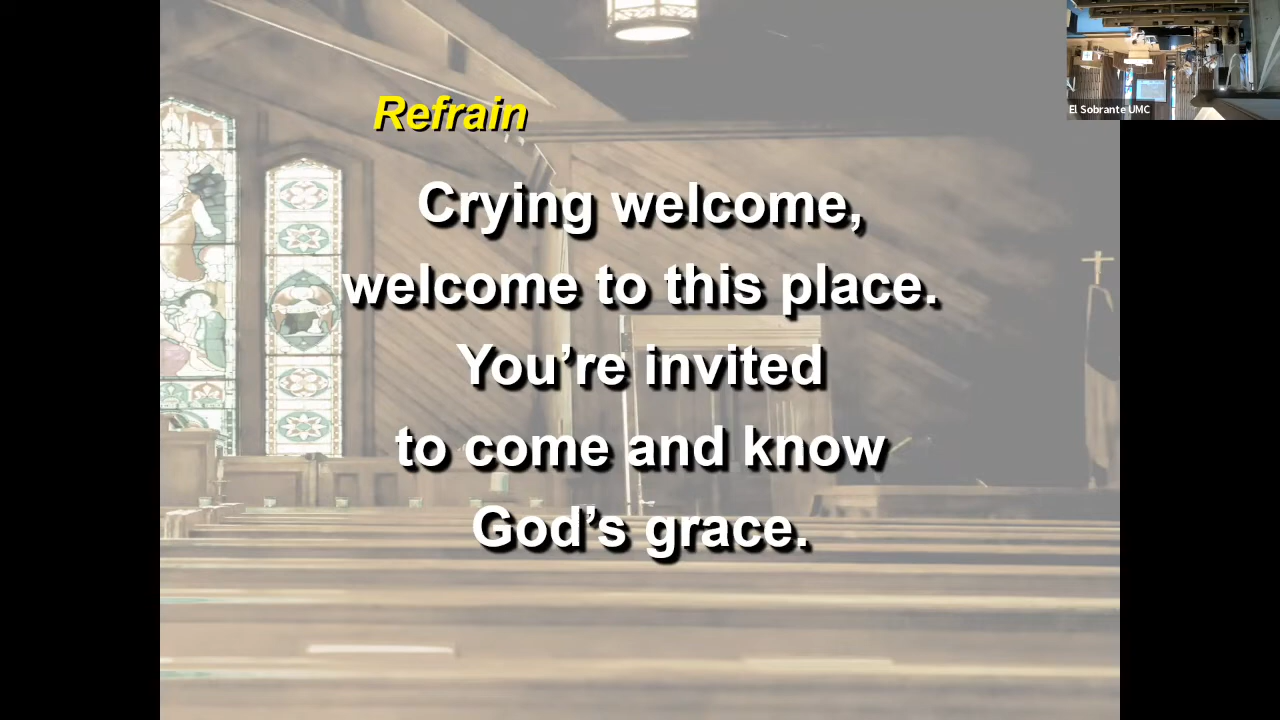 Refrain
Crying welcome,
welcome to this place.
You’re invited
to come and know
God’s grace.
El Sobrante UMC